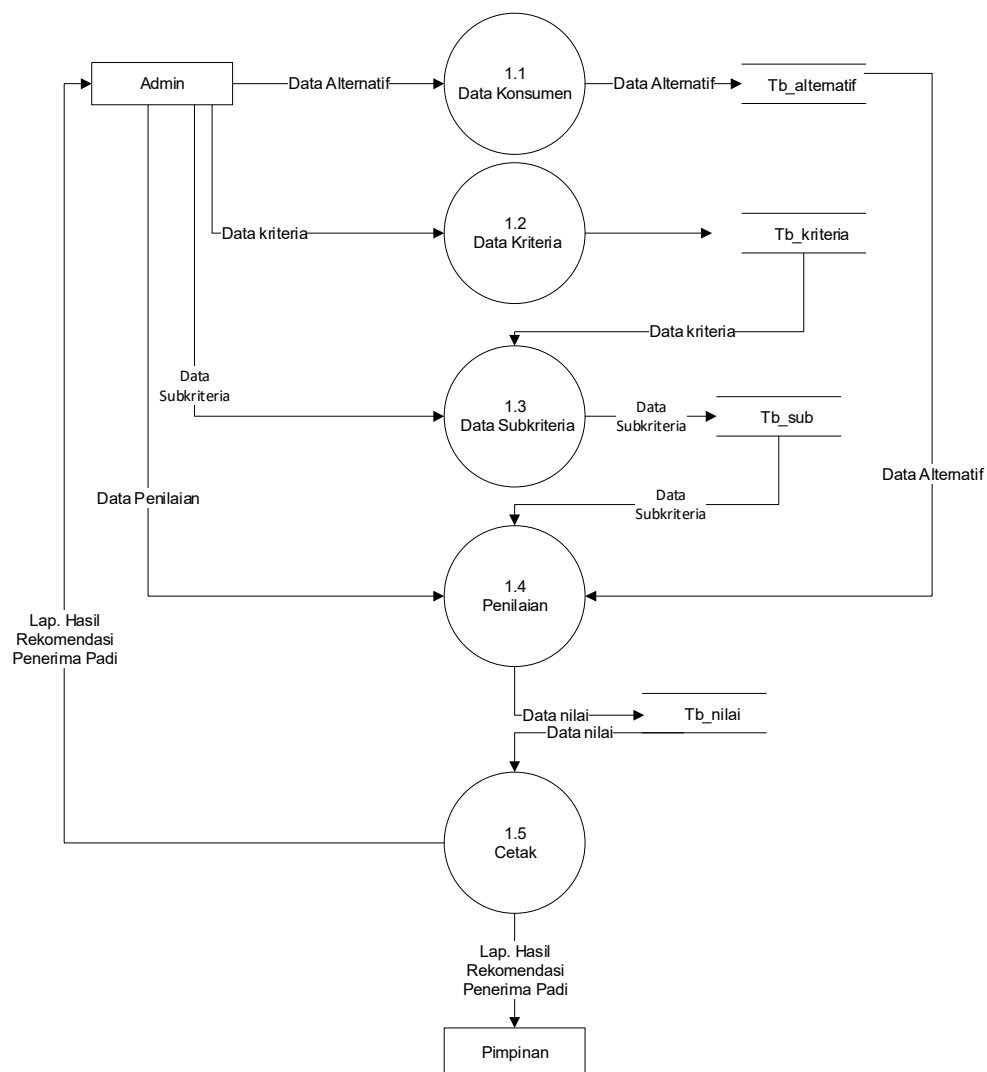 Admin
Data Alternatif
1.1
Data Konsumen
Data Alternatif
Tb_alternatif
Data kriteria
1.2
Data Kriteria
Tb_kriteria
Data kriteria
Data
Subkriteria
1.3
Data Subkriteria
Data
Subkriteria
Tb_sub
Data Alternatif
Data Penilaian
Data
Subkriteria
1.4
Penilaian
Lap. Hasil
Rekomendasi
Penerima Padi
Data nilai
Tb_nilai
Data nilai
1.5
Cetak
Lap. Hasil
Rekomendasi
Penerima Padi
Pimpinan